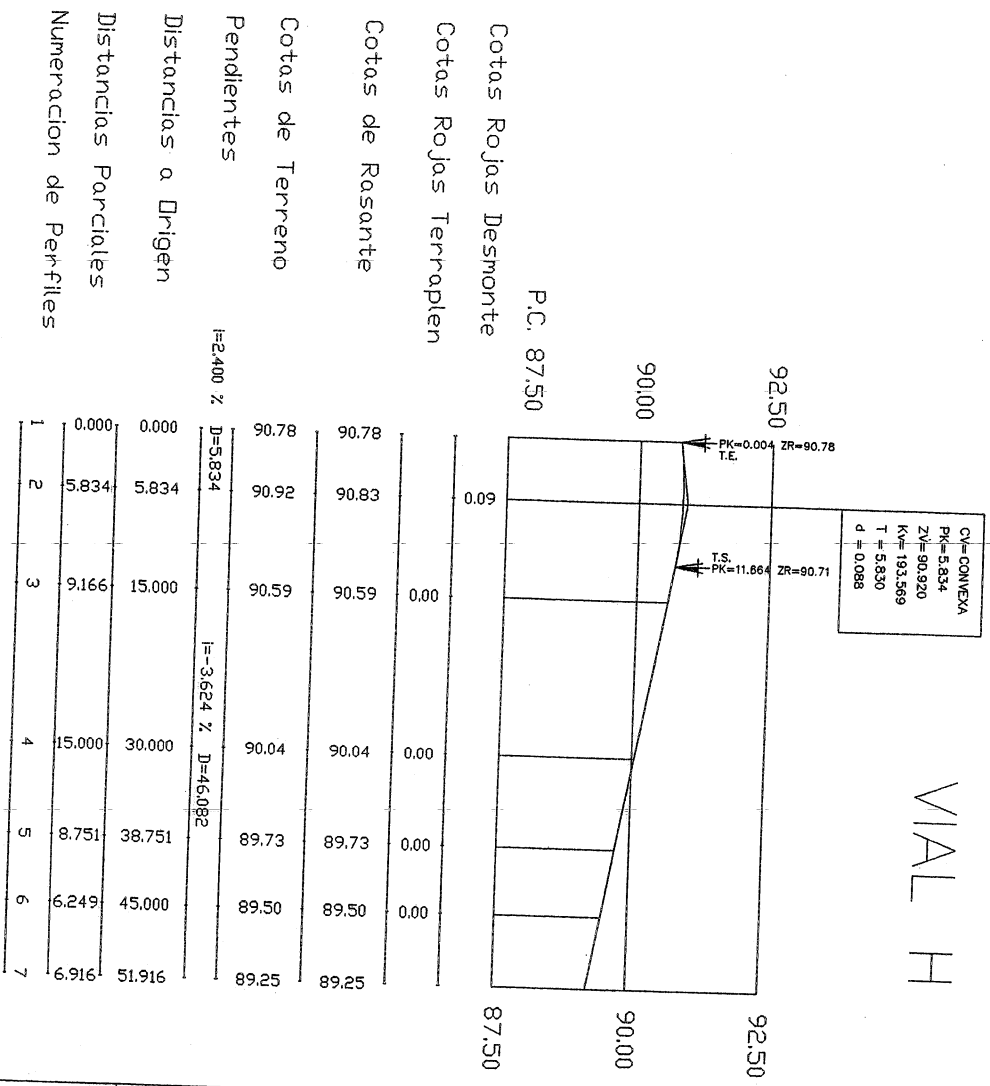 VIAL H
CV=CONVEXA
PK=5.834
ZV=90.920
Kv=193.569
T =5.830
d =0.088
92.50
90.00
P.C. 87.50
92.50
90.00
87.50
PK=0.004 ZR=90.78
T.E.
T.S.
PK=11.664 ZR=90.71
Cotas Rojas Desmonte
0.09
Cotas Rojas Terraplen
0.00 0.00 0.00 0.00
Cotas de Rasante
90.78 90.83 90.59 90.04 89.73 89.50 89.25
Cotas de Terreno
90.78 90.92 90.59 90.04 89.73 89.50 89.25
Pendientes
i=2.400 % D=5.834 i=-3.624 % D=46.082
Distancias a Origen
0.000 5.834 15.000 30.000 38.751 45.000 51.916
Distancias Parciales
0.000 5.834 9.166 15.000 8.751 6.249 6.916
Numeracion de Perfiles
1 2 3 4 5 6 7